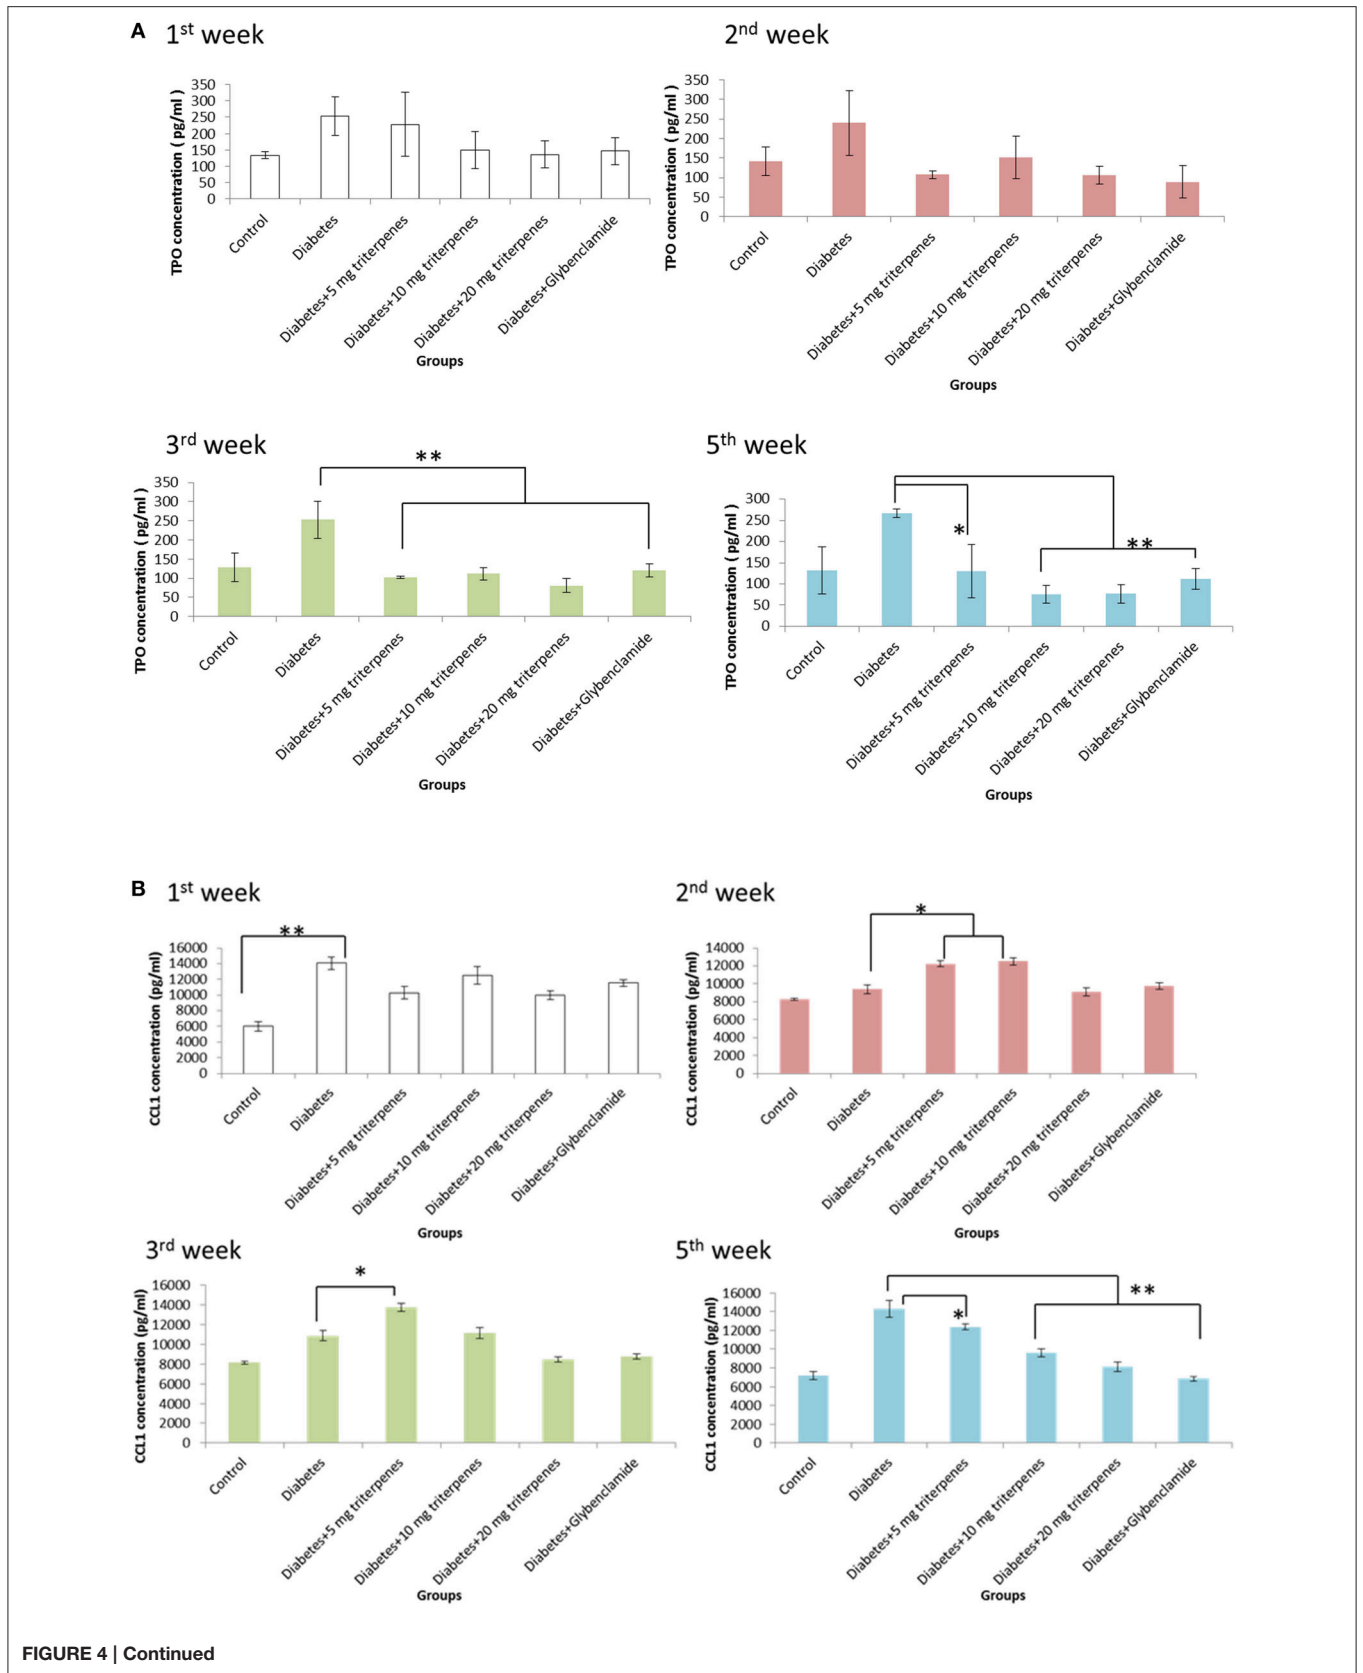 A 1st week
TPO concentration ( pg/ml )
350
300
250
200
150
100
50
0
Control
Diabetes
Diabetes+5 mg triterpenes
Diabetes+10 mg triterpenes
Diabetes+20 mg triterpenes
Diabetes+Glybenclamide
Groups
2nd week
TPO concentration ( pg/ml )
350
300
250
200
150
100
50
0
Control
Diabetes
Diabetes+5 mg triterpenes
Diabetes+10 mg triterpenes
Diabetes+20 mg triterpenes
Diabetes+Glybenclamide
Groups
3rd week
**
TPO concentration ( pg/ml )
350
300
250
200
150
100
50
0
Control
Diabetes
Diabetes+5 mg triterpenes
Diabetes+10 mg triterpenes
Diabetes+20 mg triterpenes
Diabetes+Glybenclamide
Groups
5th week
*
**
TPO concentration ( pg/ml )
300
250
200
150
100
50
0
Control
Diabetes
Diabetes+5 mg triterpenes
Diabetes+10 mg triterpenes
Diabetes+20 mg triterpenes
Diabetes+Glybenclamide
Groups
B 1st week
**
CCL1 concentration (pg/ml)
16000
14000
12000
10000
8000
6000
4000
2000
0
Control
Diabetes
Diabetes+5 mg triterpenes
Diabetes+10 mg triterpenes
Diabetes+20 mg triterpenes
Diabetes+Glybenclamide
Groups
2nd week
*
CCL1 concentration (pg/ml)
14000
12000
10000
8000
6000
4000
2000
0
Control
Diabetes
Diabetes+5 mg triterpenes
Diabetes+10 mg triterpenes
Diabetes+20 mg triterpenes
Diabetes+Glybenclamide
Groups
3rd week
*
CCL1 concentration (pg/ml)
16000
14000
12000
10000
8000
6000
4000
2000
0
Control
Diabetes
Diabetes+5 mg triterpenes
Diabetes+10 mg triterpenes
Diabetes+20 mg triterpenes
Diabetes+Glybenclamide
Groups
5th week
*
**
CCL1 concentration (pg/ml)
16000
14000
12000
10000
8000
6000
4000
2000
0
Control
Diabetes
Diabetes+5 mg triterpenes
Diabetes+10 mg triterpenes
Diabetes+20 mg triterpenes
Diabetes+Glybenclamide
Groups
FIGURE 4 | Continued